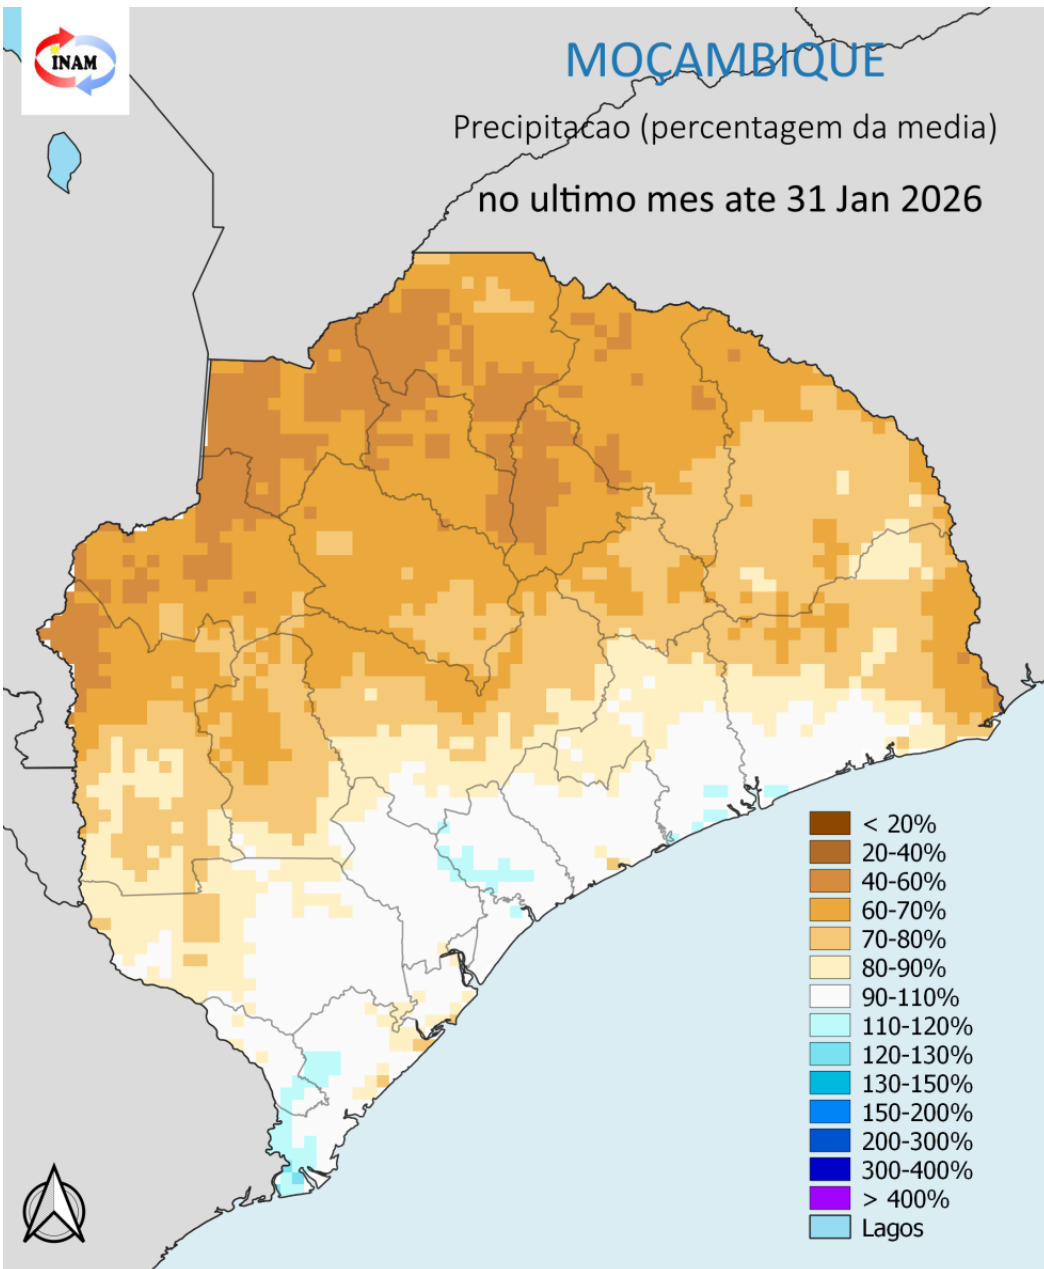 INAM
MOÇAMBIQUE
Precipitacao (percentagem da media)
no ultimo mes ate 31 Jan 2026
< 20%
20-40%
40-60%
60-70%
70-80%
80-90%
90-110%
110-120%
120-130%
130-150%
150-200%
200-300%
300-400%
> 400%
Lagos